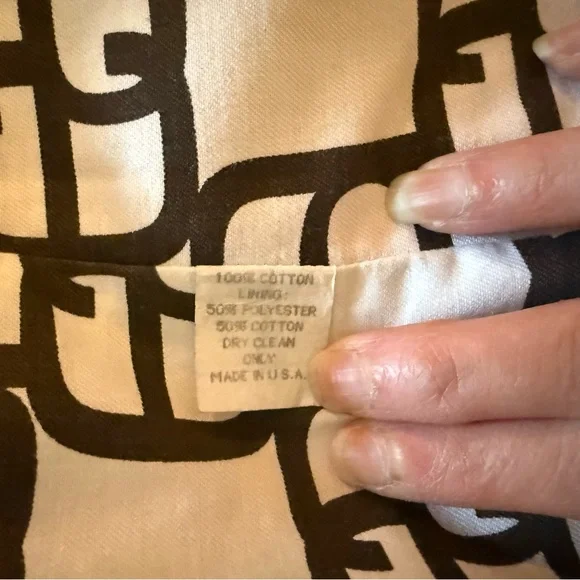 100% COTTON
LINING:
50% POLYESTER
50% COTTON
DRY CLEAN
ONLY
MADE IN U.S.A.